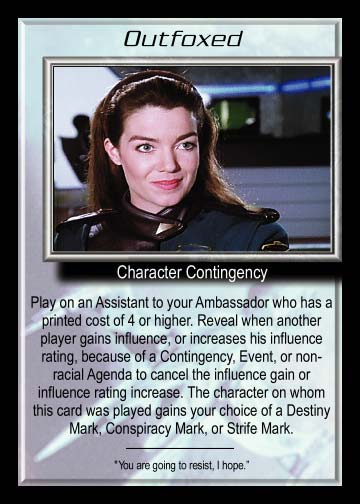 Outfoxed
Character Contingency
Play on an Assistant to your Ambassador who has a
printed cost of 4 or higher. Reveal when another
player gains influence, or increases his influence
rating, because of a Contingency, Event, or non-
racial Agenda to cancel the influence gain or
influence rating increase. The character on whom
this card was played gains your choice of a Destiny
Mark, Conspiracy Mark, or Strife Mark.
"You are going to resist, I hope."